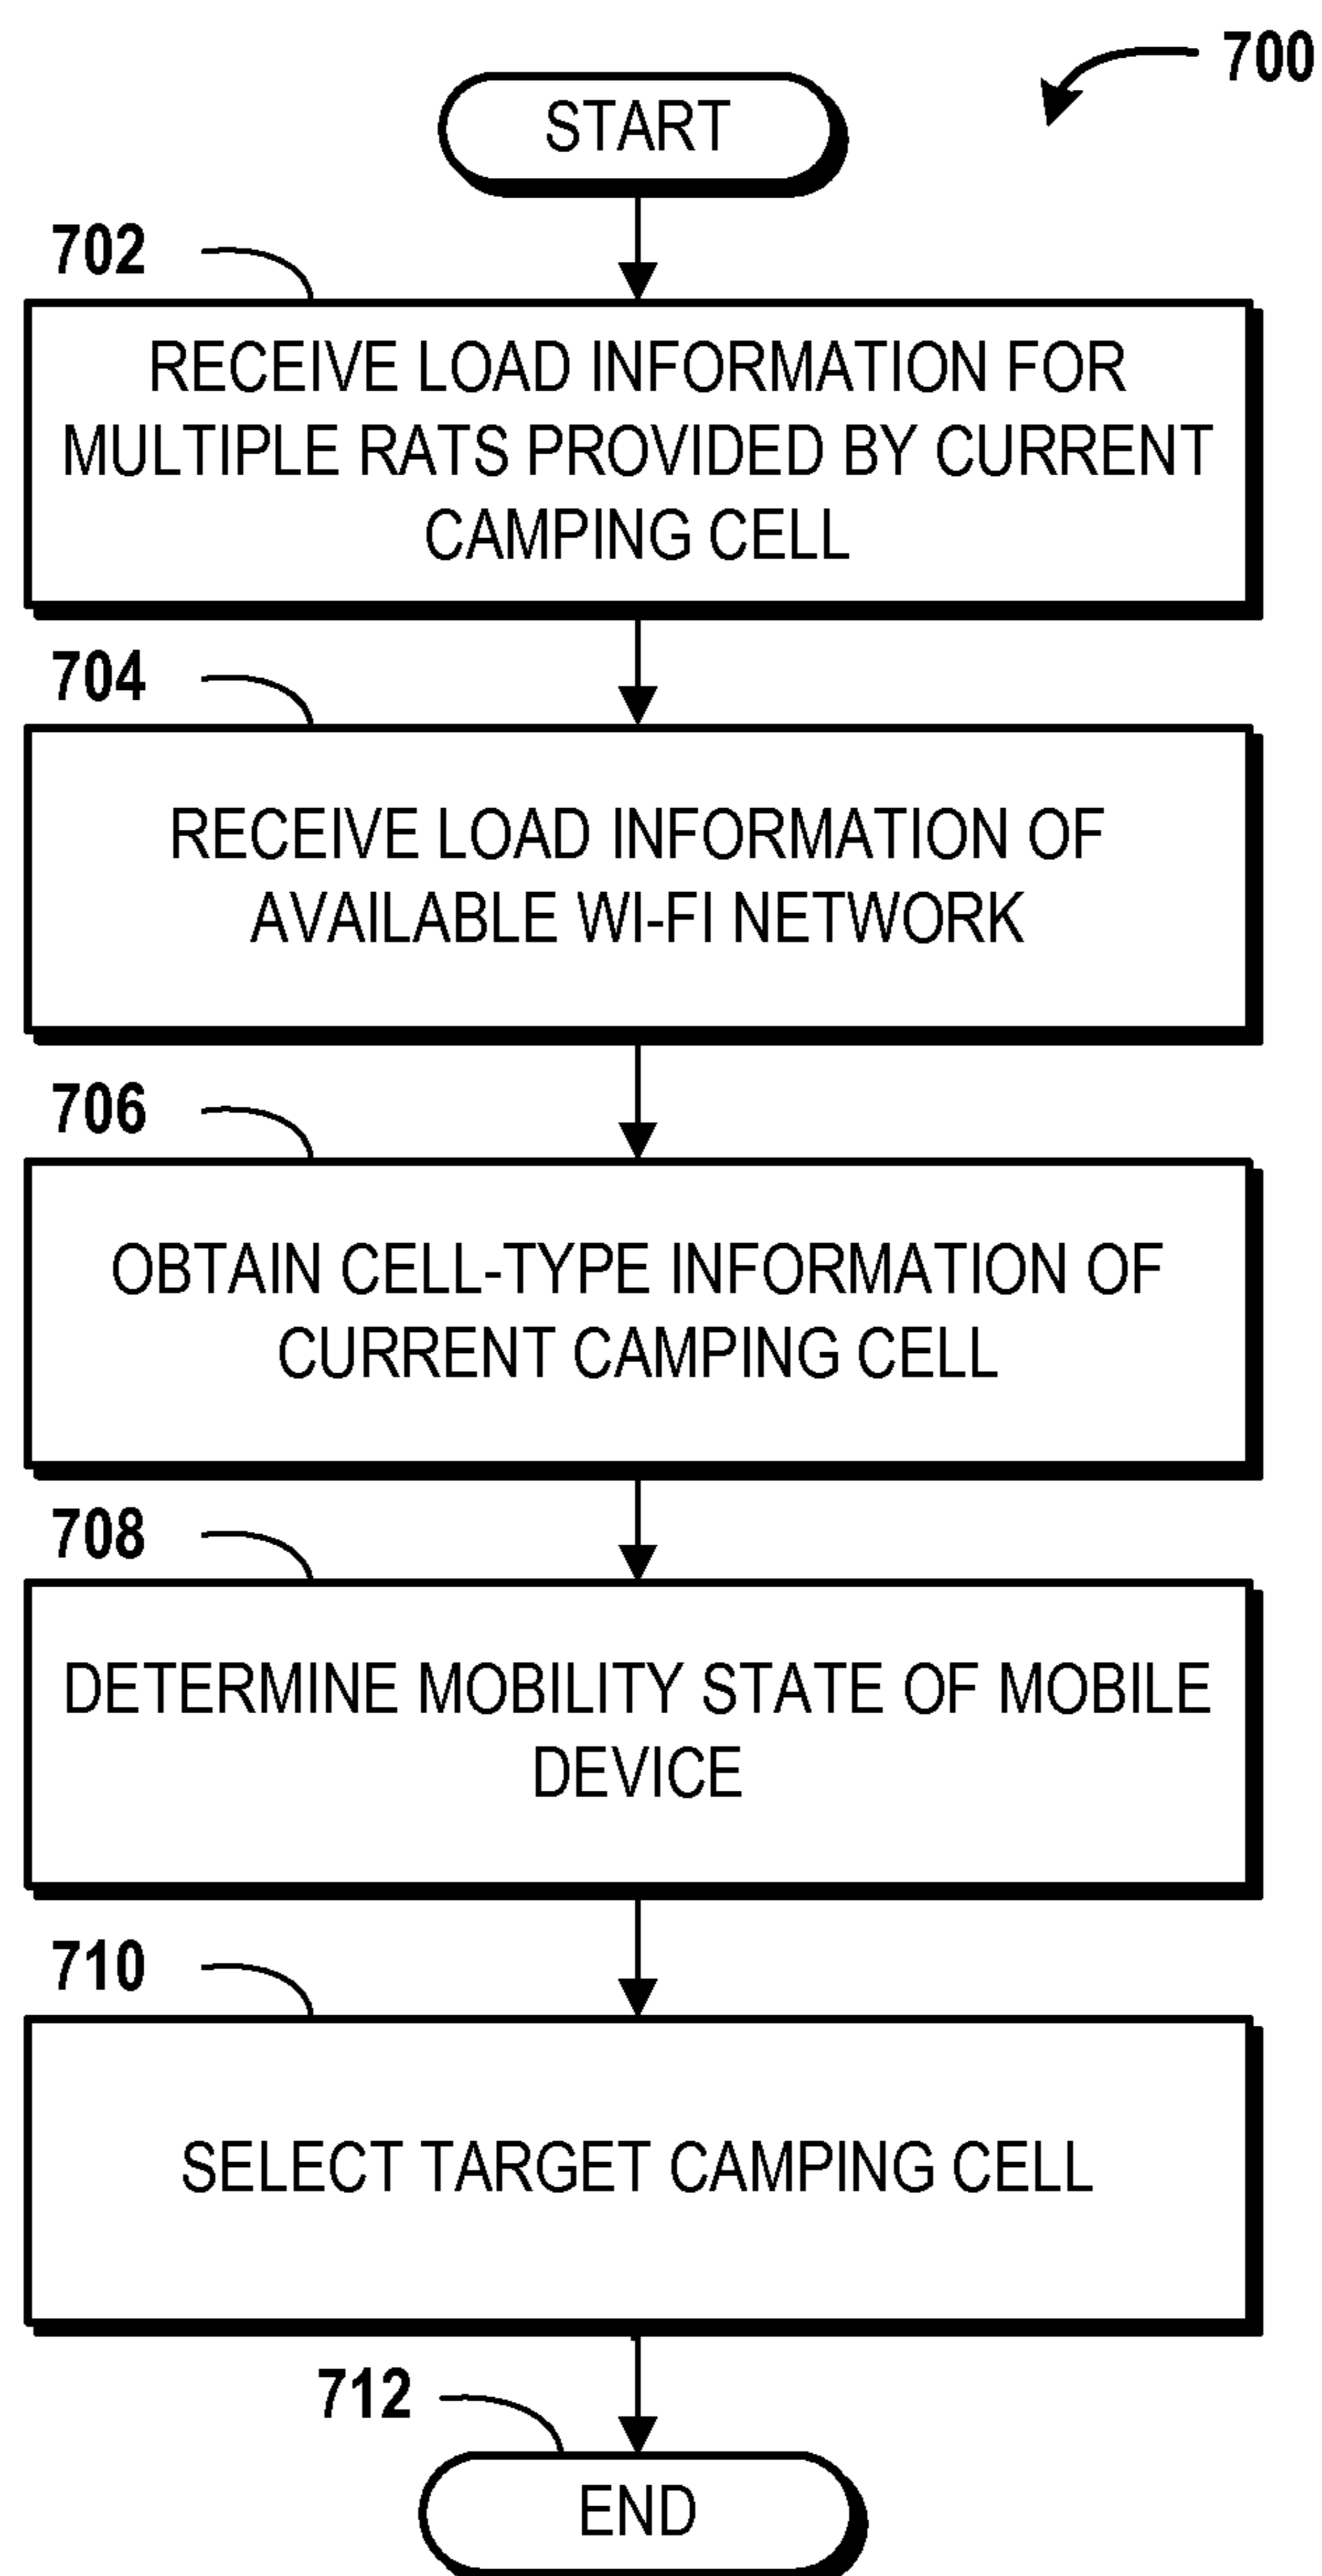 700
START
702
RECEIVE LOAD INFORMATION FOR
MULTIPLE RATS PROVIDED BY CURRENT
CAMPING CELL
704
RECEIVE LOAD INFORMATION OF
AVAILABLE WI-FI NETWORK
706
OBTAIN CELL-TYPE INFORMATION OF
CURRENT CAMPING CELL
708
DETERMINE MOBILITY STATE OF MOBILE
DEVICE
710
SELECT TARGET CAMPING CELL
712
END